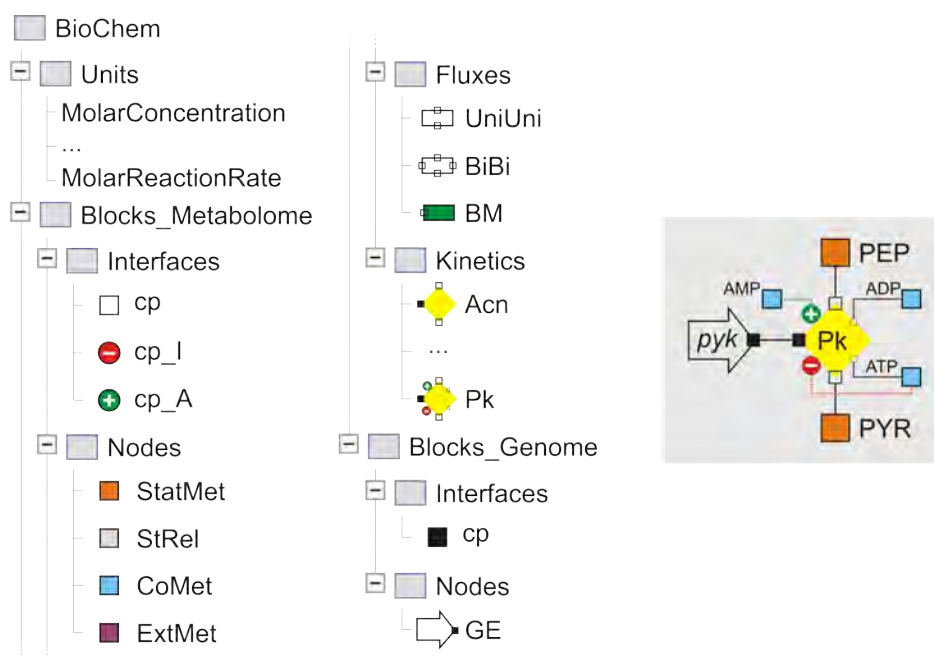 BioChem
Units
MolarConcentration
...
MolarReactionRate
Blocks_Metabolome
Interfaces
cp
cp_I
cp_A
Nodes
StatMet
StRel
CoMet
ExtMet
Fluxes
UniUni
BiBi
BM
Kinetics
Acn
...
Pk
Blocks_Genome
Interfaces
cp
Nodes
GE
PEP
AMP
ADP
pyk
Pk
ATP
PYR